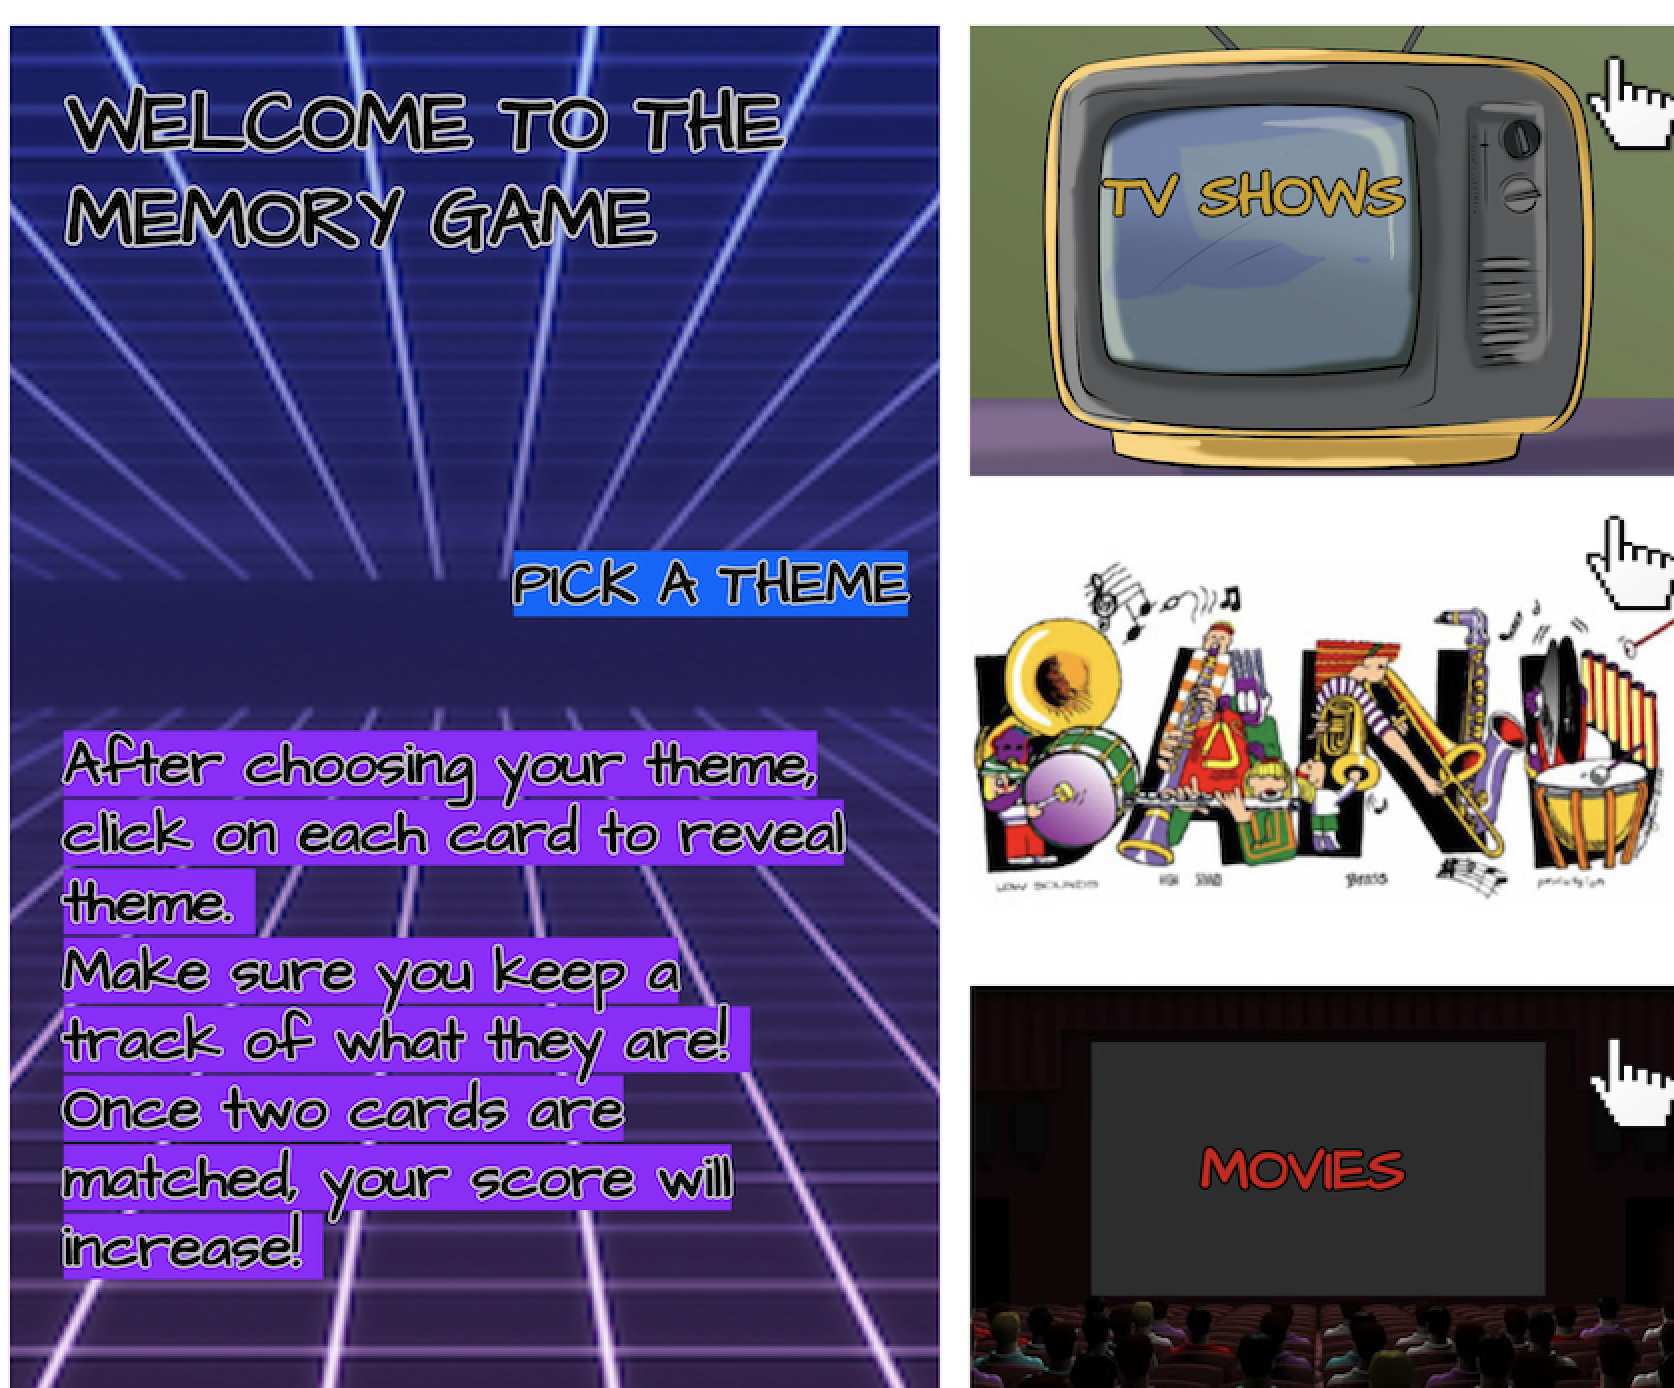 WELCOME TO THE
MEMORY GAME
PICK A THEME
After choosing your theme,
click on each card to reveal
theme.
Make sure you keep a
track of what they are!
Once two cards are
matched, your score will
increase!
TV SHOWS
BAND
LOW SOUNDS
Brass
percussion
MOVIES